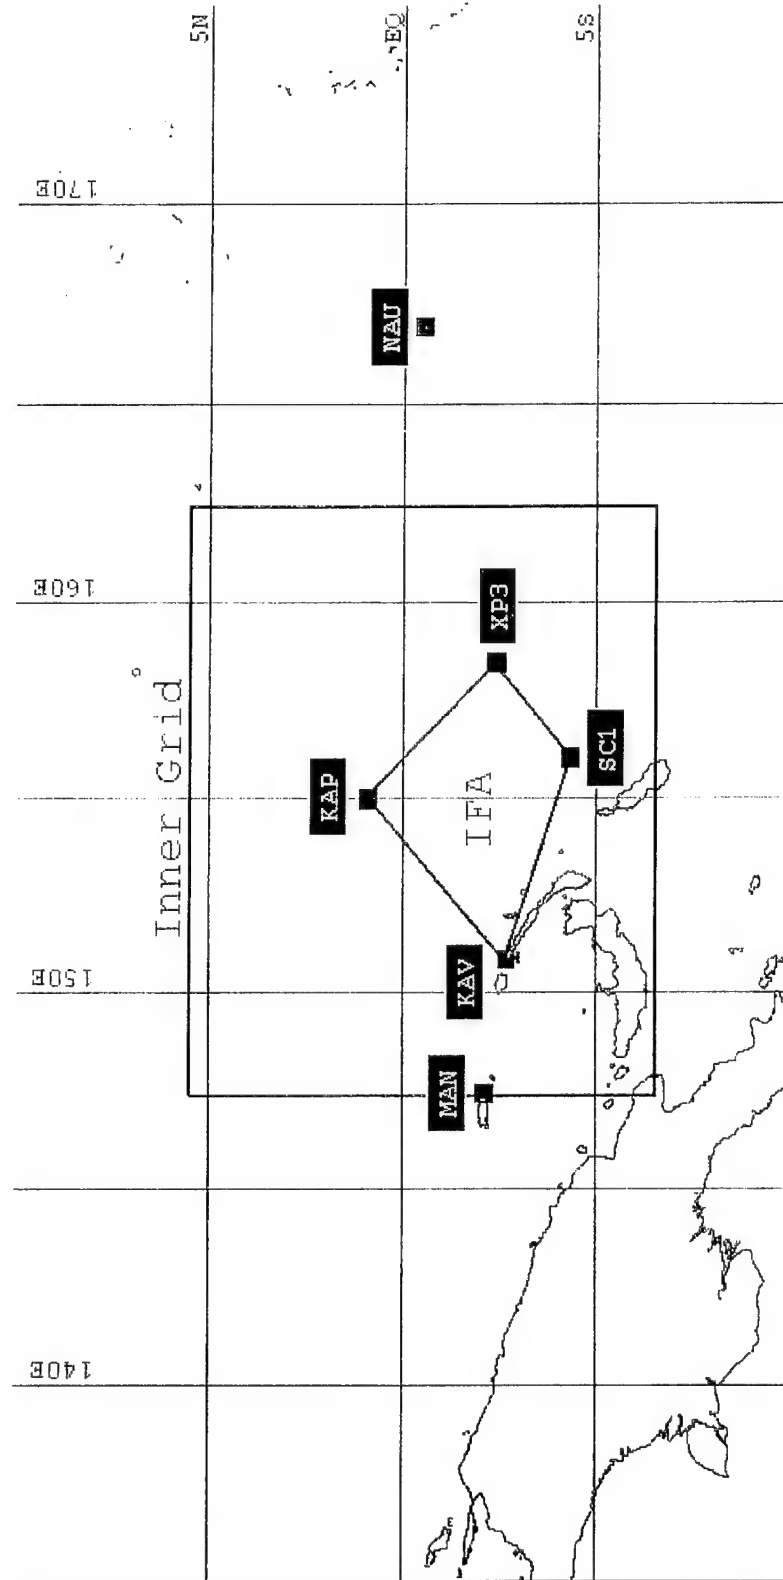 Inner Grid
5N
EQ
5S
140E
150E
160E
170E
MAN
KAV
KAP
IFA
SC1
XP3
NAU